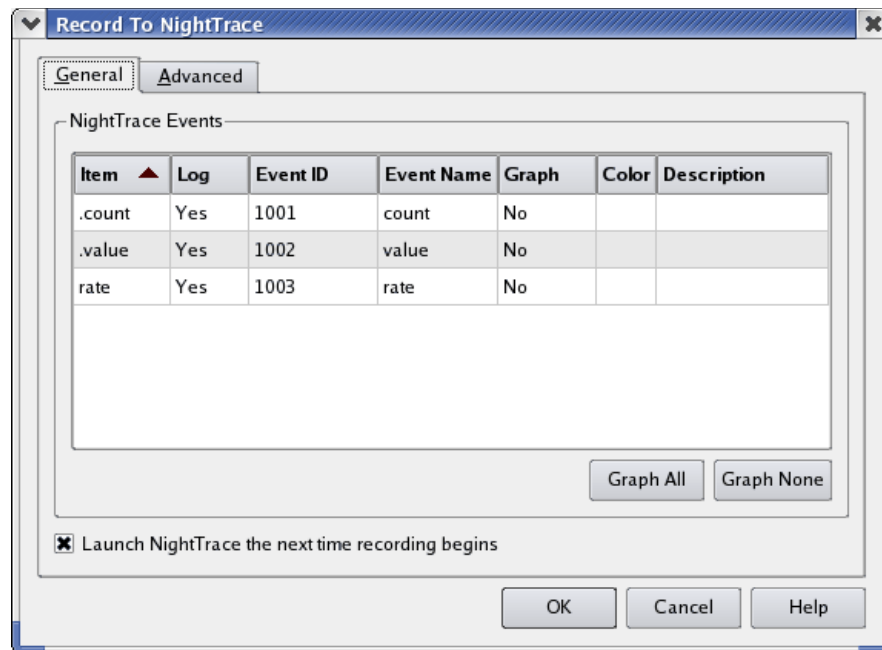 Record To NightTrace
General Advanced
NightTrace Events
Item Log Event ID Event Name Graph Color Description
.count Yes 1001 count No
.value Yes 1002 value No
rate Yes 1003 rate No
Graph All Graph None
Launch NightTrace the next time recording begins
OK Cancel Help